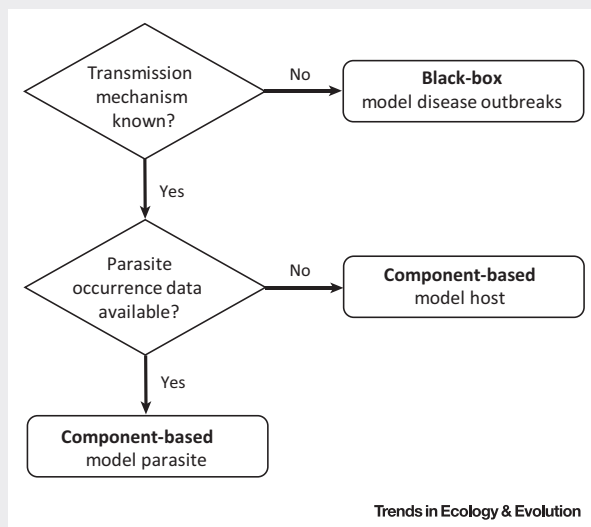 Transmission
mechanism
known?
No
Black-box
model disease outbreaks
Yes
Parasite
occurrence data
available?
No
Component-based
model host
Yes
Component-based
model parasite
Trends in Ecology & Evolution